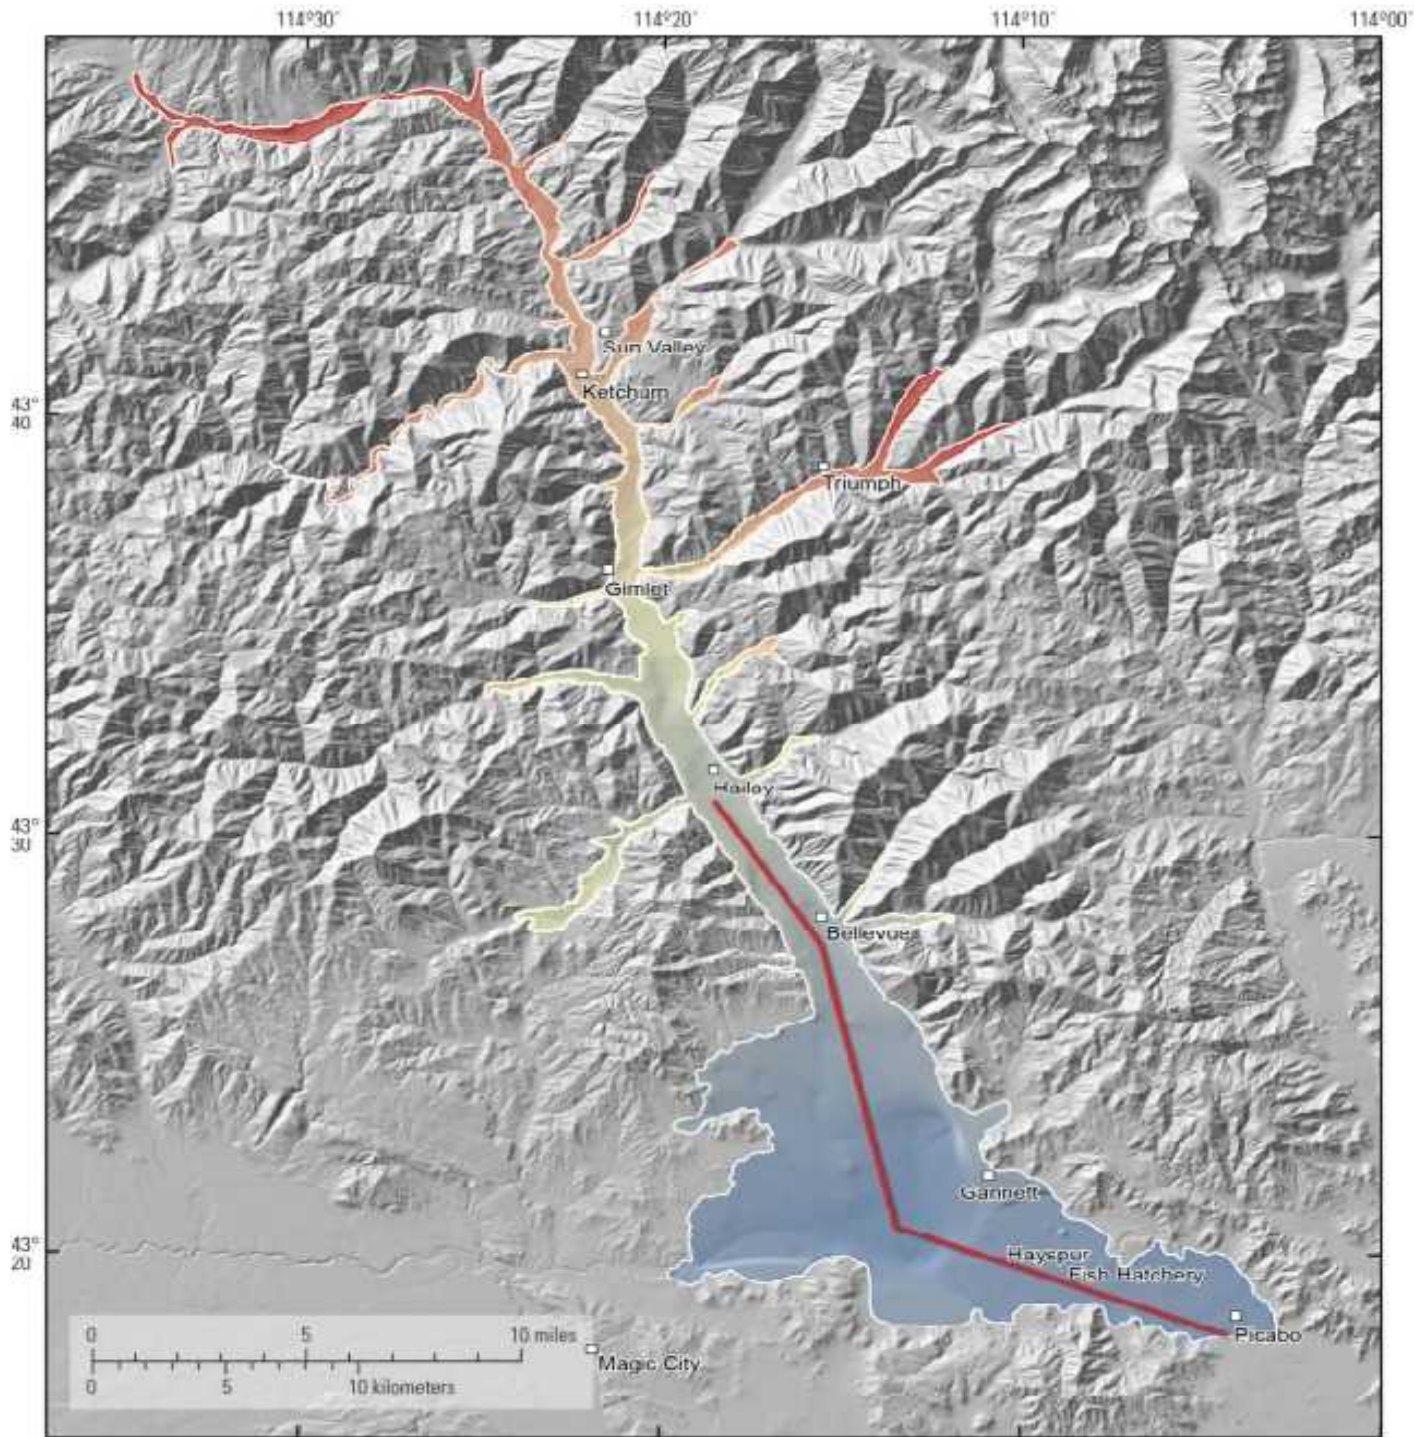 114°30'
114°20'
114°10'
114°00'
Sun Valley
Ketchum
43°
40'
Triumph
Gimlet
Hailey
43°
30'
Bellevue
Gannett
43°
20'
Hayspur
Fish Hatchery
0 5 10 miles
Picabo
Magic City
0 5 10 kilometers